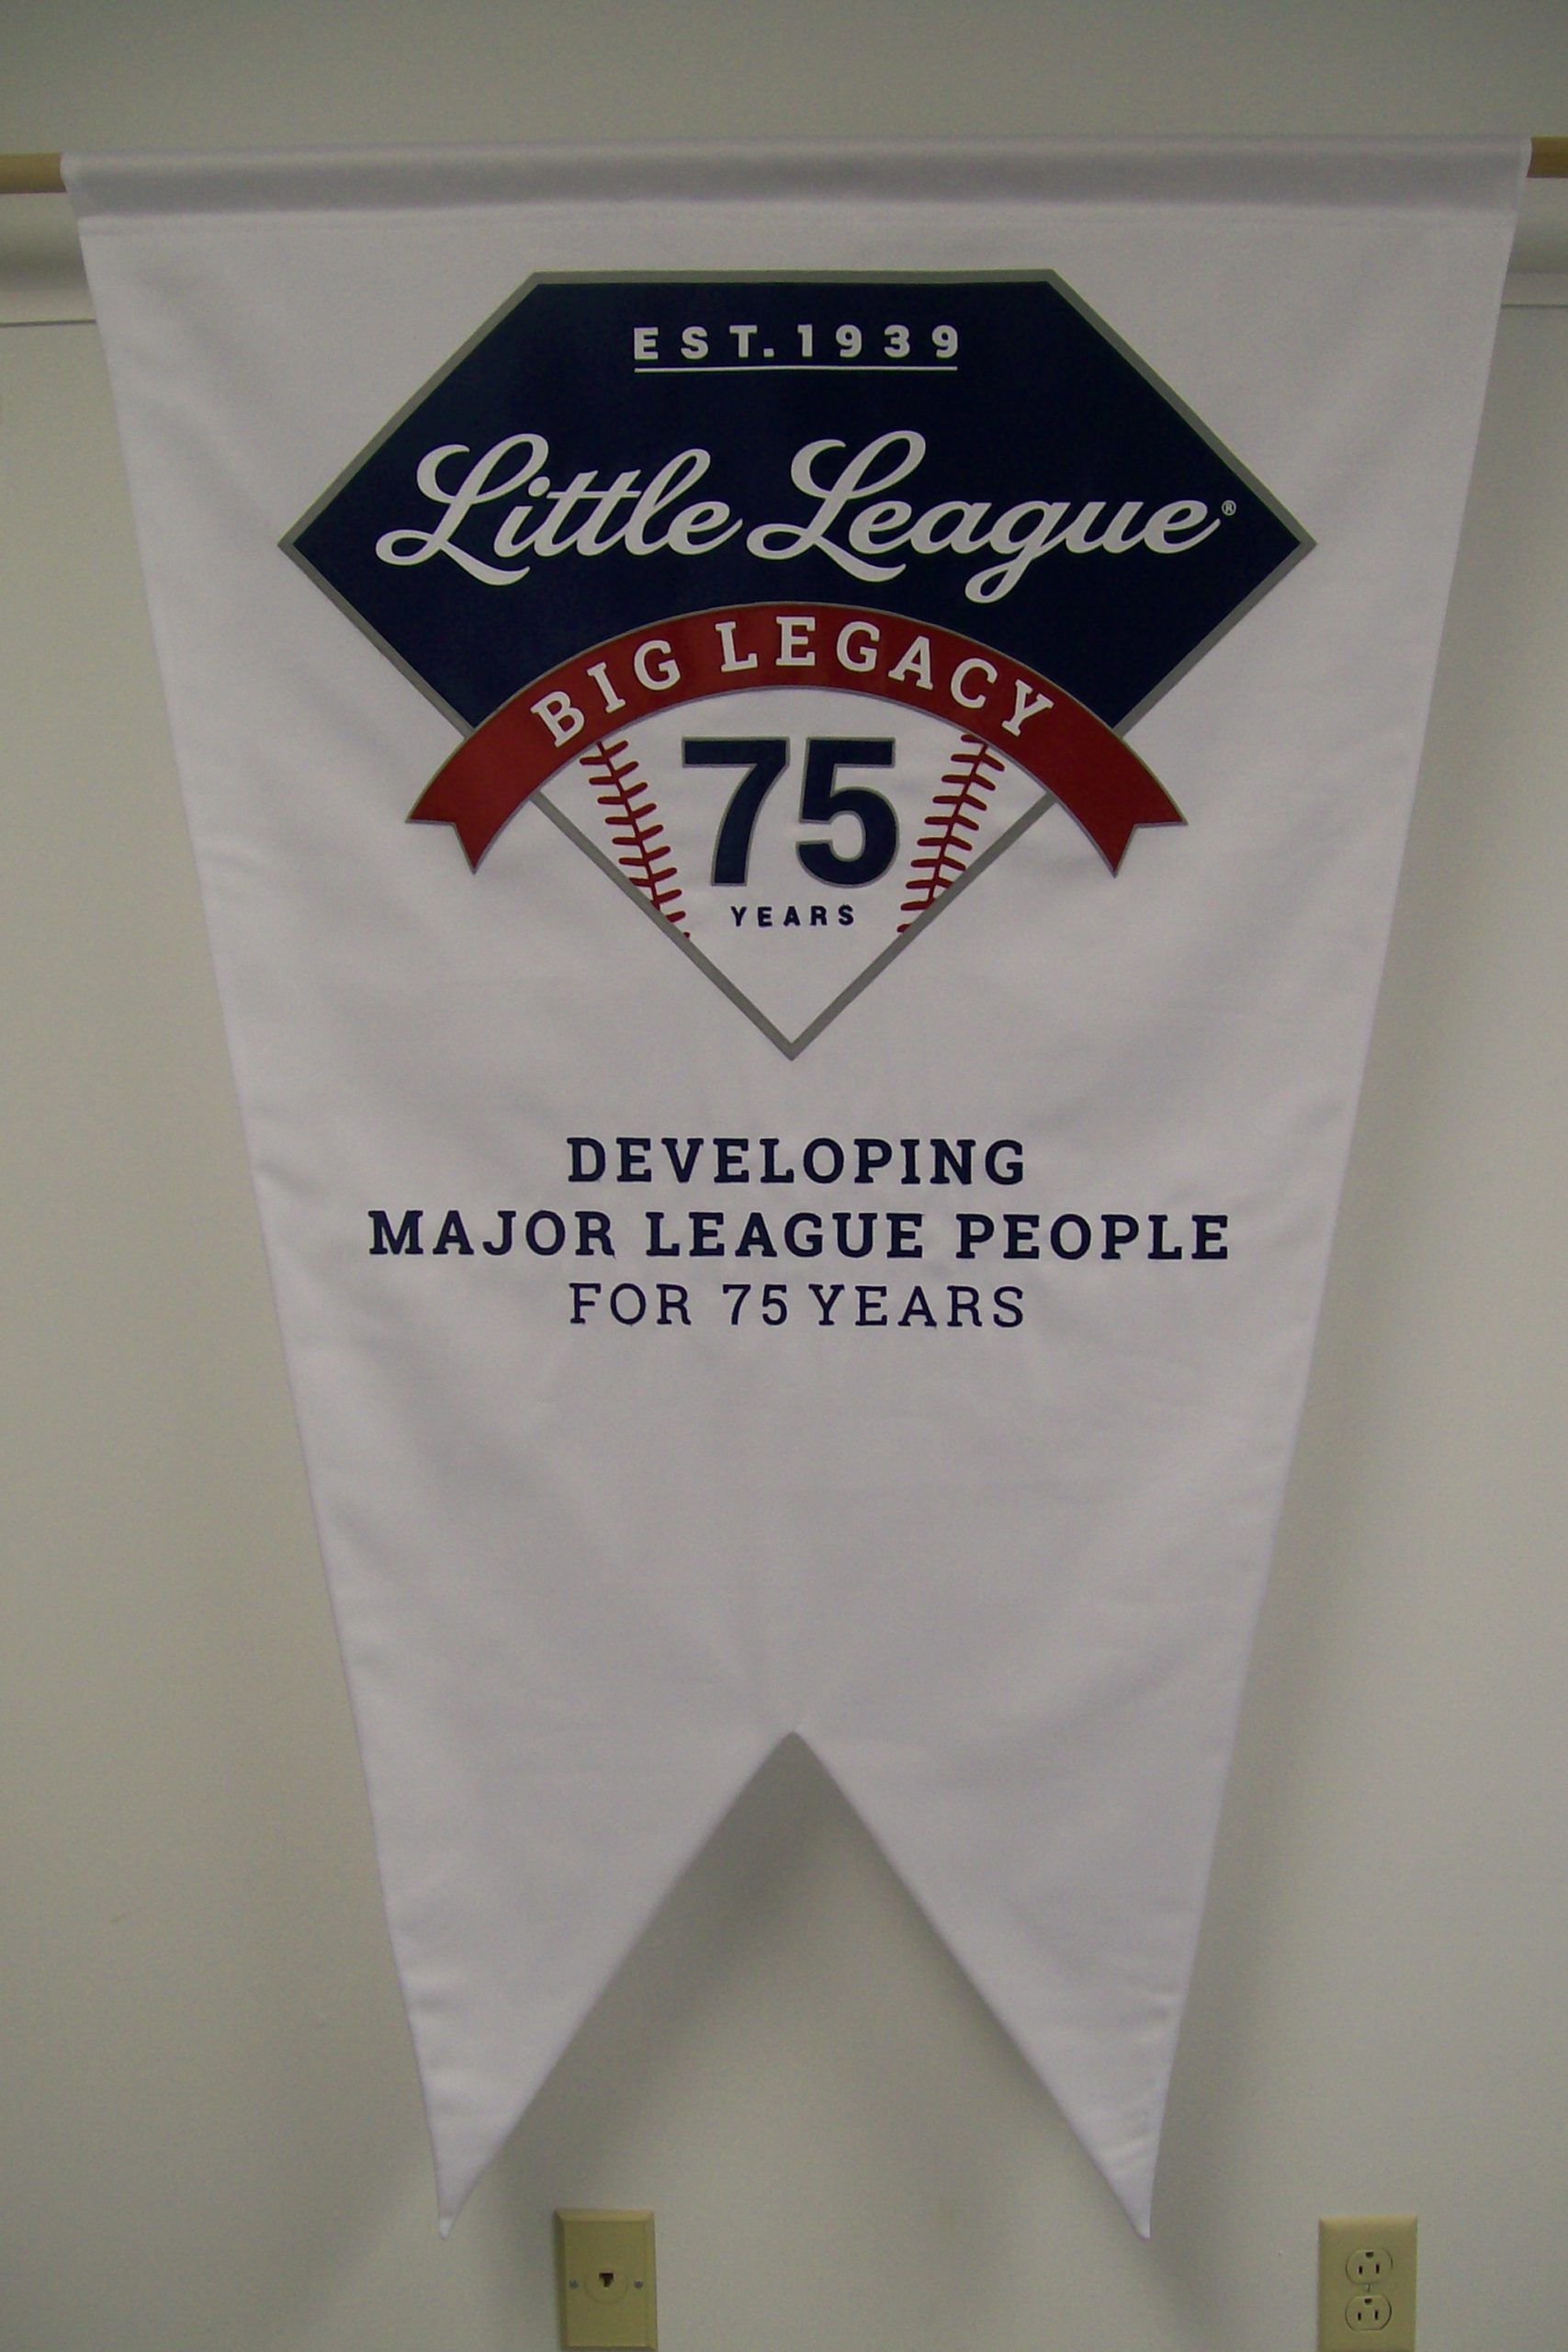 EST. 1939
Little League®
BIG LEGACY
75
YEARS
DEVELOPING
MAJOR LEAGUE PEOPLE
FOR 75 YEARS